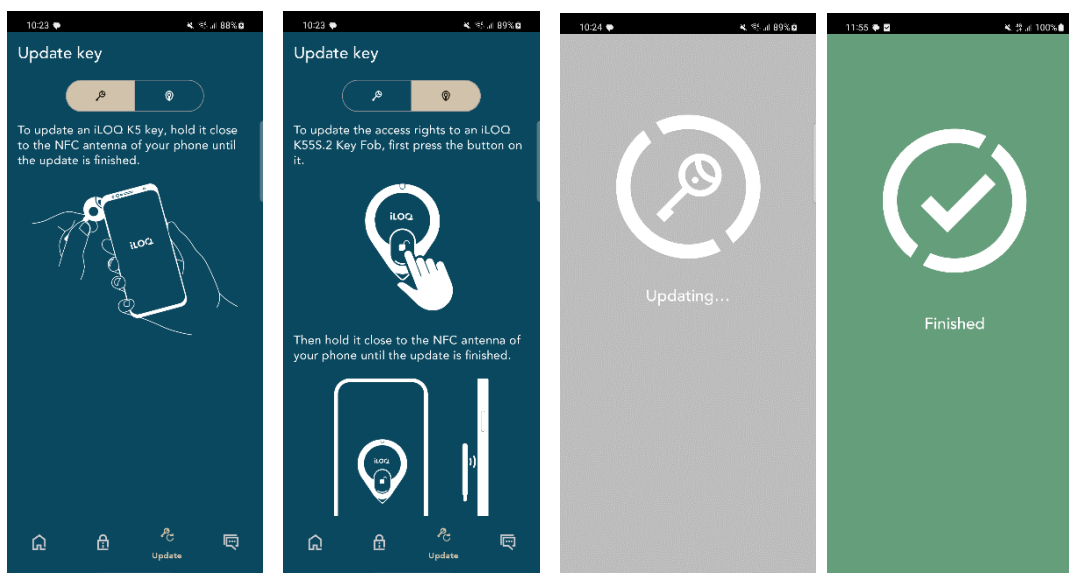 10:23 88%
Update key
To update an iLOQ K5 key, hold it close
to the NFC antenna of your phone until
the update is finished.
iLOQ
Update
10:23 89%
Update key
To update the access rights to an iLOQ
K55S.2 Key Fob, first press the button on
it.
iLOQ
Then hold it close to the NFC antenna of
your phone until the update is finished.
iLOQ
Update
10:24 89%
Updating...
11:55 100%
Finished